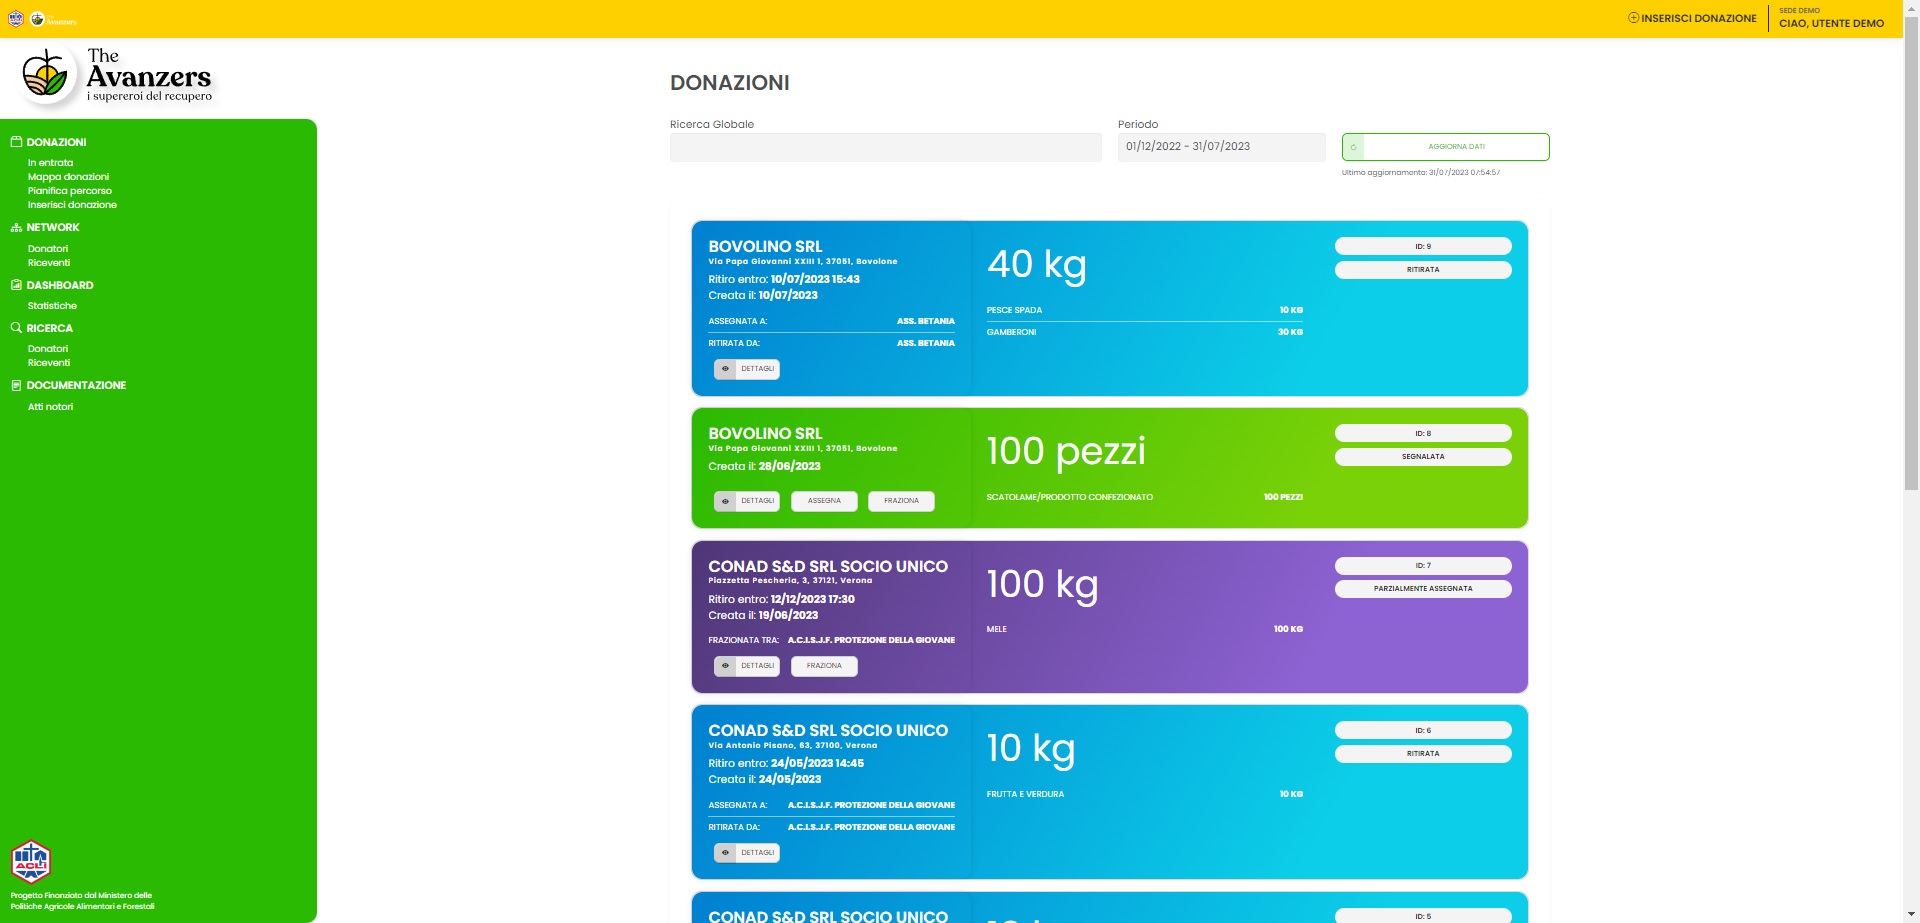 The Avanzers
INSERISCI DONAZIONE
SEDE DEMO
CIAO, UTENTE DEMO
The
Avanzers
i supereroi del recupero
DONAZIONI
In entrata
Mappa donazioni
Pianifica percorso
Inserisci donazione
NETWORK
Donatori
Riceventi
DASHBOARD
Statistiche
RICERCA
Donatori
Riceventi
DOCUMENTAZIONE
Atti notori
ACLI
Progetto Finanziato dal Ministero delle
Politiche Agricole Alimentari e Forestali
DONAZIONI
Ricerca Globale
Periodo
01/12/2022 - 31/07/2023
AGGIORNA DATI
Ultimo aggiornamento: 31/07/2023 07:54:57
BOVOLINO SRL
Via Papa Giovanni XXIII 1, 37051, Bovolone
Ritiro entro: 10/07/2023 15:43
Creata il: 10/07/2023
ASSEGNATA A: ASS. BETANIA
RITIRATA DA: ASS. BETANIA
DETTAGLI
40 kg
PESCE SPADA 10 KG
GAMBERONI 30 KG
ID: 9
RITIRATA
BOVOLINO SRL
Via Papa Giovanni XXIII 1, 37051, Bovolone
Creata il: 28/06/2023
DETTAGLI ASSEGNA FRAZIONA
100 pezzi
SCATOLAME/PRODOTTO CONFEZIONATO 100 PEZZI
ID: 8
SEGNALATA
CONAD S&D SRL SOCIO UNICO
Piazzetta Pescheria, 3, 37121, Verona
Ritiro entro: 12/12/2023 17:30
Creata il: 19/06/2023
FRAZIONATA TRA: A.C.I.S.J.F. PROTEZIONE DELLA GIOVANE
DETTAGLI FRAZIONA
100 kg
MELE 100 KG
ID: 7
PARZIALMENTE ASSEGNATA
CONAD S&D SRL SOCIO UNICO
Via Antonio Pisano, 63, 37100, Verona
Ritiro entro: 24/05/2023 14:45
Creata il: 24/05/2023
ASSEGNATA A: A.C.I.S.J.F. PROTEZIONE DELLA GIOVANE
RITIRATA DA: A.C.I.S.J.F. PROTEZIONE DELLA GIOVANE
DETTAGLI
10 kg
FRUTTA E VERDURA 10 KG
ID: 6
RITIRATA
CONAD S&D SRL SOCIO UNICO
ID: 5